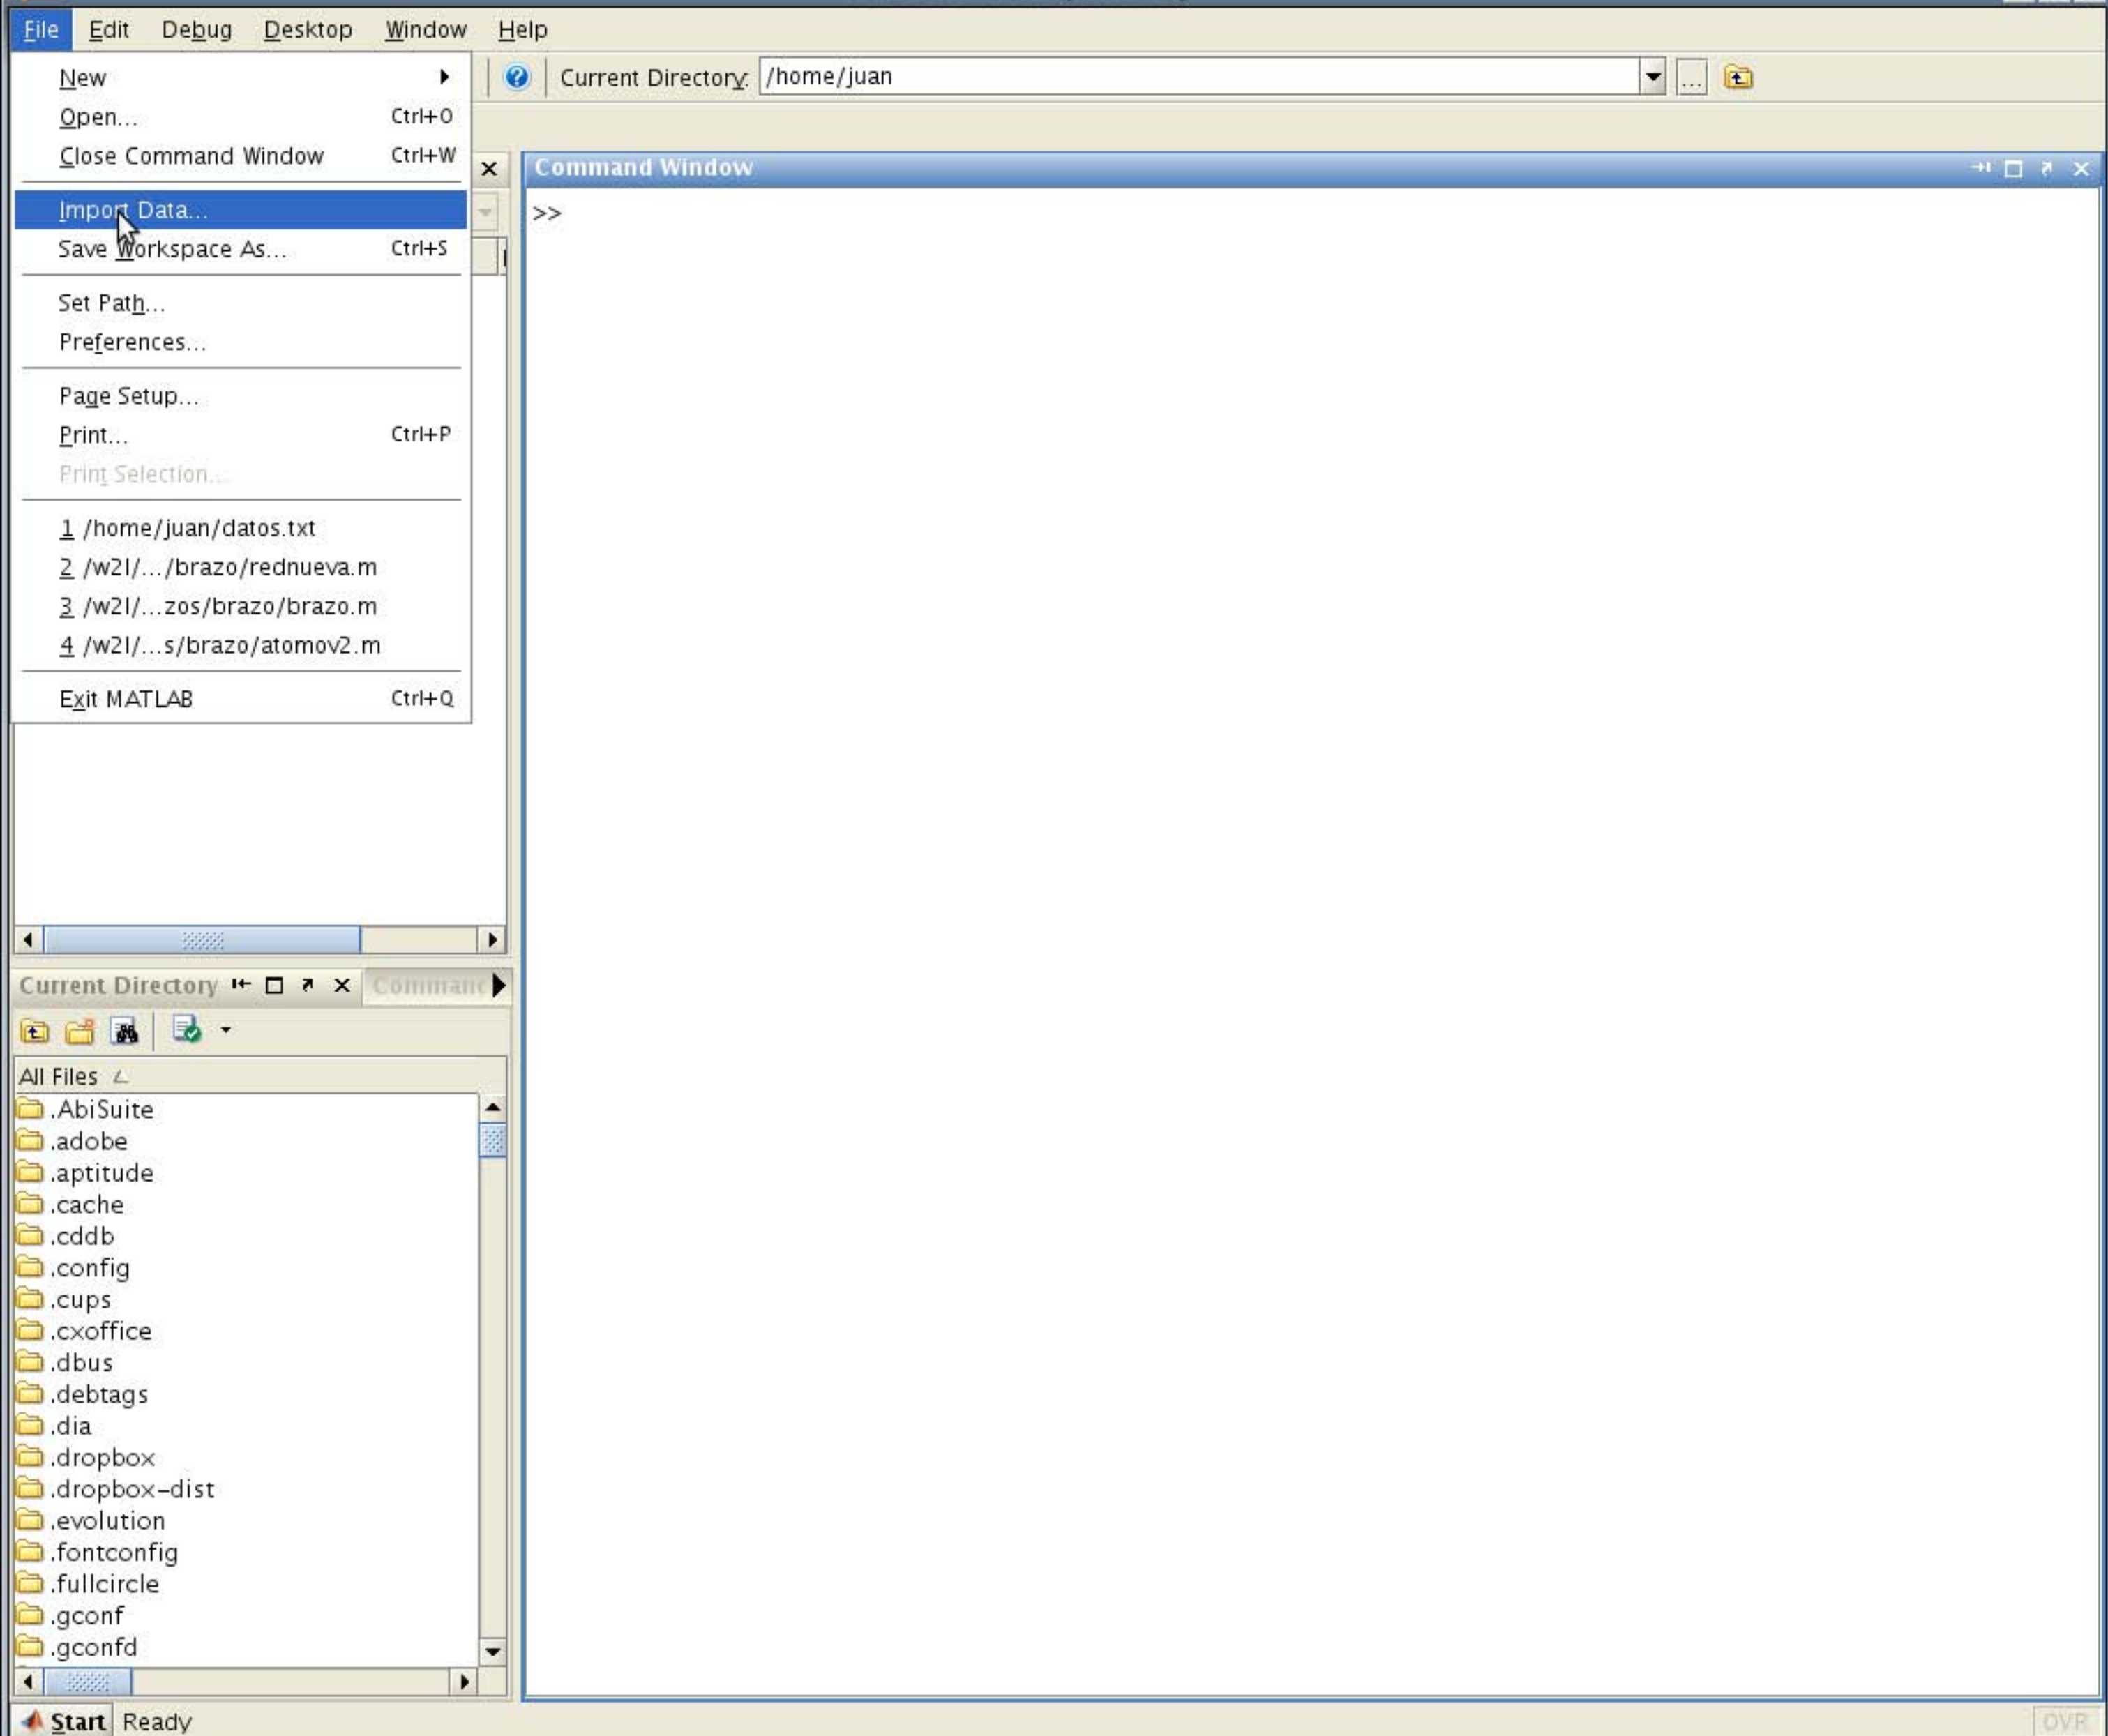 File Edit Debug Desktop Window Help
New
Open... Ctrl+O
Close Command Window Ctrl+W
Import Data...
Save Workspace As... Ctrl+S
Set Path...
Preferences...
Page Setup...
Print... Ctrl+P
Print Selection...
1 /home/juan/datos.txt
2 /w2l/.../brazo/rednueva.m
3 /w2l/...zos/brazo/brazo.m
4 /w2l/...s/brazo/atomov2.m
Exit MATLAB Ctrl+Q
Current Directory: /home/juan ...
Command Window
>>
Current Directory
All Files
.AbiSuite
.adobe
.aptitude
.cache
.cddb
.config
.cups
.cxoffice
.dbus
.debtags
.dia
.dropbox
.dropbox-dist
.evolution
.fontconfig
.fullcircle
.gconf
.gconfd
Start Ready OVR